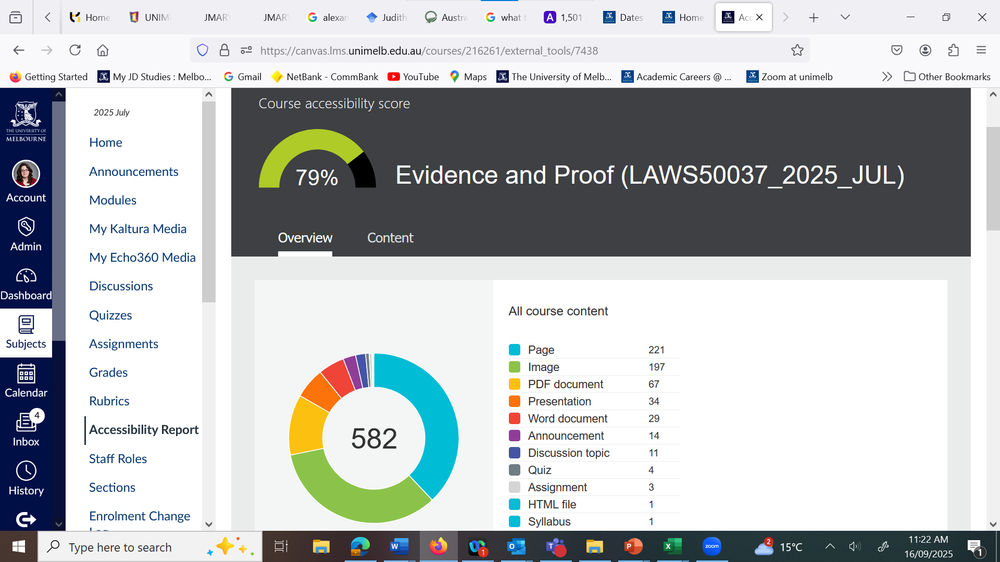 Home
UNIM
JMAR
JMAR
alexan
Judith
Austra
what t
1,501
Dates
Home
Acc
https://canvas.lms.unimelb.edu.au/courses/216261/external_tools/7438
Getting Started
My JD Studies : Melbo...
Gmail
NetBank - CommBank
YouTube
Maps
The University of Melb...
Academic Careers @ ...
Zoom at unimelb
Other Bookmarks
THE UNIVERSITY OF
MELBOURNE
Account
Admin
Dashboard
Subjects
Calendar
4
Inbox
History
2025 July
Home
Announcements
Modules
My Kaltura Media
My Echo360 Media
Discussions
Quizzes
Assignments
Grades
Rubrics
Accessibility Report
Staff Roles
Sections
Enrolment Change
Course accessibility score
79%
Evidence and Proof (LAWS50037_2025_JUL)
Overview Content
582
All course content
Page 221
Image 197
PDF document 67
Presentation 34
Word document 29
Announcement 14
Discussion topic 11
Quiz 4
Assignment 3
HTML file 1
Syllabus 1
Type here to search
1
zoom
2
15°C
11:22 AM
16/09/2025
1